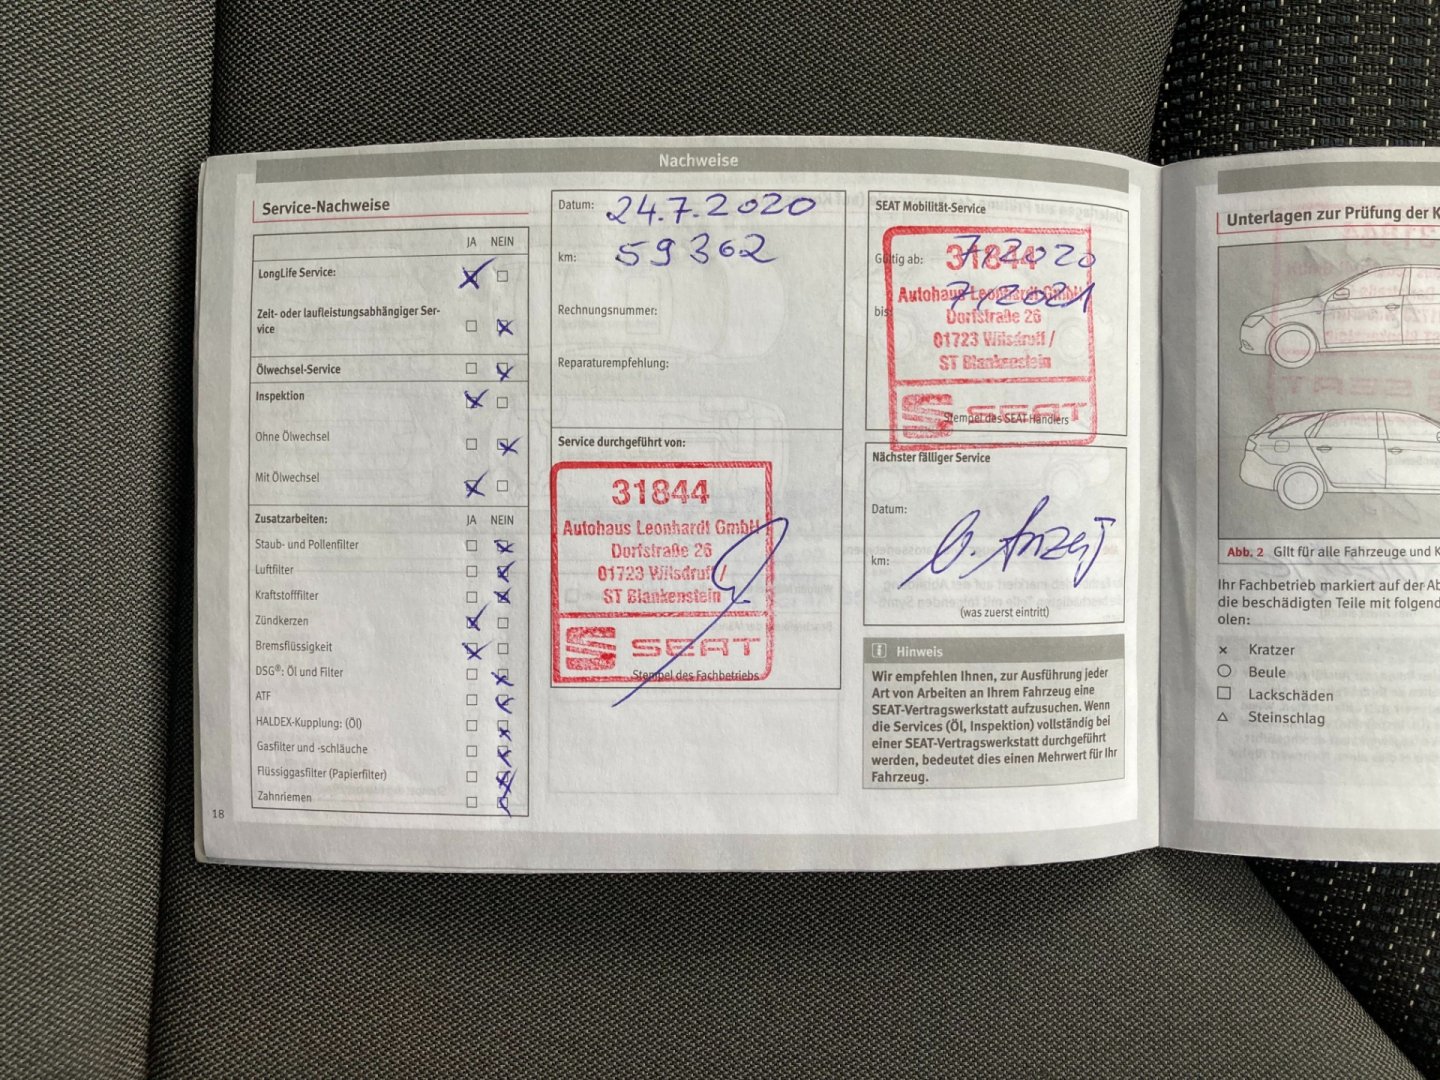 Nachweise
Service-Nachweise
JA NEIN
LongLife Service:
Zeit- oder laufleistungsabhängiger Ser-
vice
Ölwechsel-Service
Inspektion
Ohne Ölwechsel
Mit Ölwechsel
Zusatzarbeiten: JA NEIN
Staub- und Pollenfilter
Luftfilter
Kraftstofffilter
Zündkerzen
Bremsflüssigkeit
DSG®: Öl und Filter
ATF
HALDEX-Kupplung: (Öl)
Gasfilter und -schläuche
Flüssiggasfilter (Papierfilter)
Zahnriemen
18
Datum: 24.7.2020
km: 59362
Rechnungsnummer:
Reparaturempfehlung:
Service durchgeführt von:
31844
Autohaus Leonhardt GmbH
Dorfstraße 26
01723 Wilsdruff /
ST Blankenstein
SEAT
Stempel des Fachbetriebs
SEAT Mobilität-Service
Gültig ab: 7/2020
bis: 7/2021
31844
Autohaus Leonhardt GmbH
Dorfstraße 26
01723 Wilsdruff /
ST Blankenstein
SEAT
Stempel des SEAT Händlers
Nächster fälliger Service
Datum:
km:
(was zuerst eintritt)
Hinweis
Wir empfehlen Ihnen, zur Ausführung jeder
Art von Arbeiten an Ihrem Fahrzeug eine
SEAT-Vertragswerkstatt aufzusuchen. Wenn
die Services (Öl, Inspektion) vollständig bei
einer SEAT-Vertragswerkstatt durchgeführt
werden, bedeutet dies einen Mehrwert für Ihr
Fahrzeug.
Unterlagen zur Prüfung der K
Abb. 2 Gilt für alle Fahrzeuge und K
Ihr Fachbetrieb markiert auf der Ab
die beschädigten Teile mit folgend
olen:
Kratzer
Beule
Lackschäden
Steinschlag